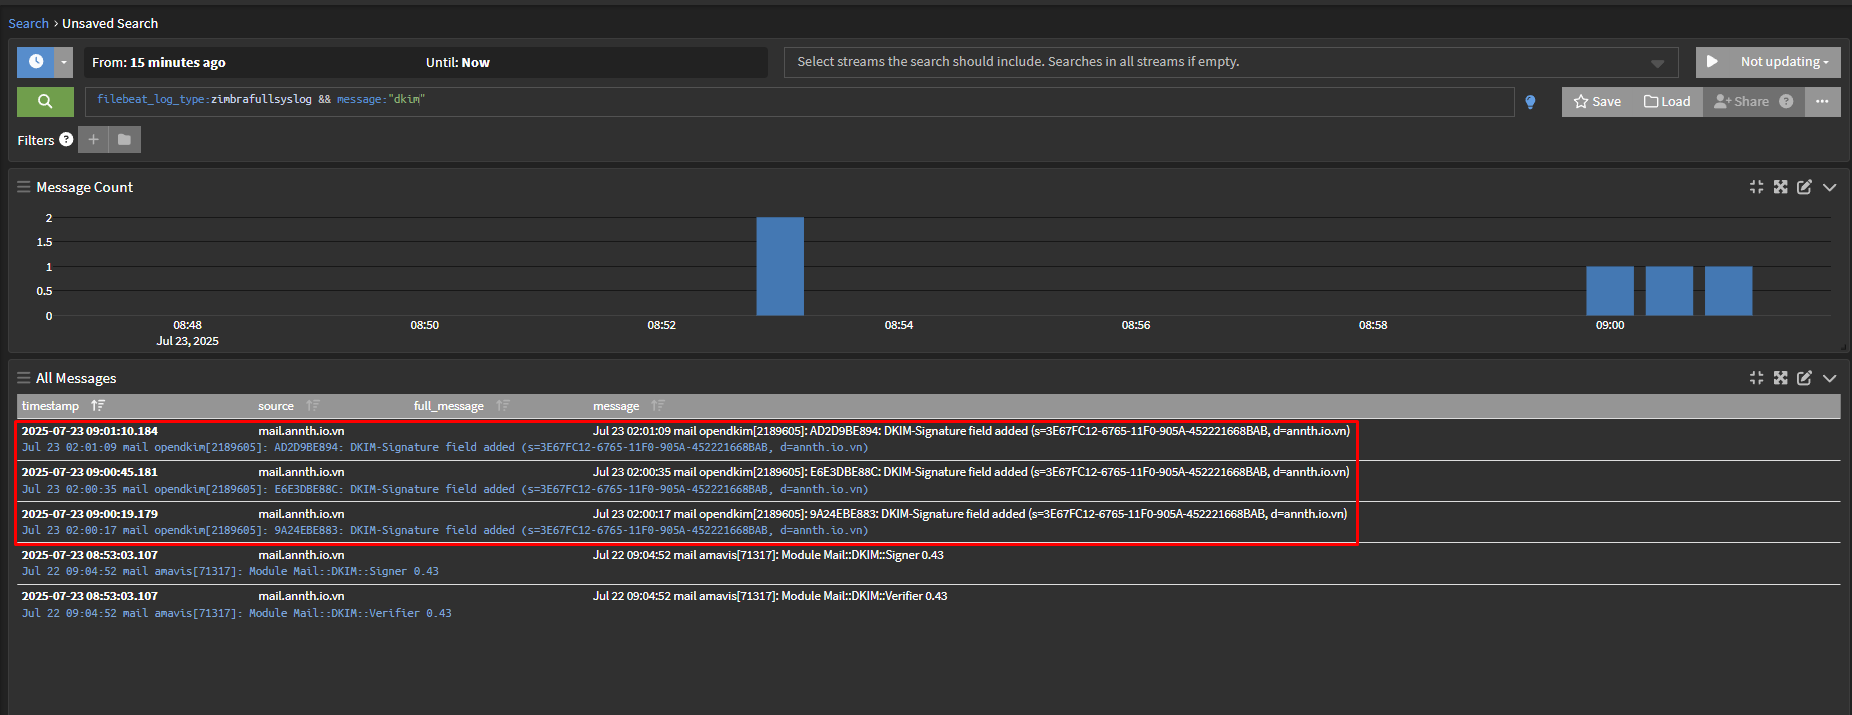 Search › Unsaved Search
From: 15 minutes ago Until: Now Select streams the search should include. Searches in all streams if empty. Not updating
filebeat_log_type:zimbrafullsyslog && message:"dkim" Save Load Share ? ...
Filters ? +
Message Count
2
1.5
1
0.5
0
08:48 08:50 08:52 08:54 08:56 08:58 09:00
Jul 23, 2025
All Messages
timestamp source full_message message
2025-07-23 09:01:10.184 mail.annth.io.vn Jul 23 02:01:09 mail opendkim[2189605]: AD2D9BE894: DKIM-Signature field added (s=3E67FC12-6765-11F0-905A-452221668BAB, d=annth.io.vn)
Jul 23 02:01:09 mail opendkim[2189605]: AD2D9BE894: DKIM-Signature field added (s=3E67FC12-6765-11F0-905A-452221668BAB, d=annth.io.vn)
2025-07-23 09:00:45.181 mail.annth.io.vn Jul 23 02:00:35 mail opendkim[2189605]: E6E3DBE88C: DKIM-Signature field added (s=3E67FC12-6765-11F0-905A-452221668BAB, d=annth.io.vn)
Jul 23 02:00:35 mail opendkim[2189605]: E6E3DBE88C: DKIM-Signature field added (s=3E67FC12-6765-11F0-905A-452221668BAB, d=annth.io.vn)
2025-07-23 09:00:19.179 mail.annth.io.vn Jul 23 02:00:17 mail opendkim[2189605]: 9A24EBE883: DKIM-Signature field added (s=3E67FC12-6765-11F0-905A-452221668BAB, d=annth.io.vn)
Jul 23 02:00:17 mail opendkim[2189605]: 9A24EBE883: DKIM-Signature field added (s=3E67FC12-6765-11F0-905A-452221668BAB, d=annth.io.vn)
2025-07-23 08:53:03.107 mail.annth.io.vn Jul 22 09:04:52 mail amavis[71317]: Module Mail::DKIM::Signer 0.43
Jul 22 09:04:52 mail amavis[71317]: Module Mail::DKIM::Signer 0.43
2025-07-23 08:53:03.107 mail.annth.io.vn Jul 22 09:04:52 mail amavis[71317]: Module Mail::DKIM::Verifier 0.43
Jul 22 09:04:52 mail amavis[71317]: Module Mail::DKIM::Verifier 0.43